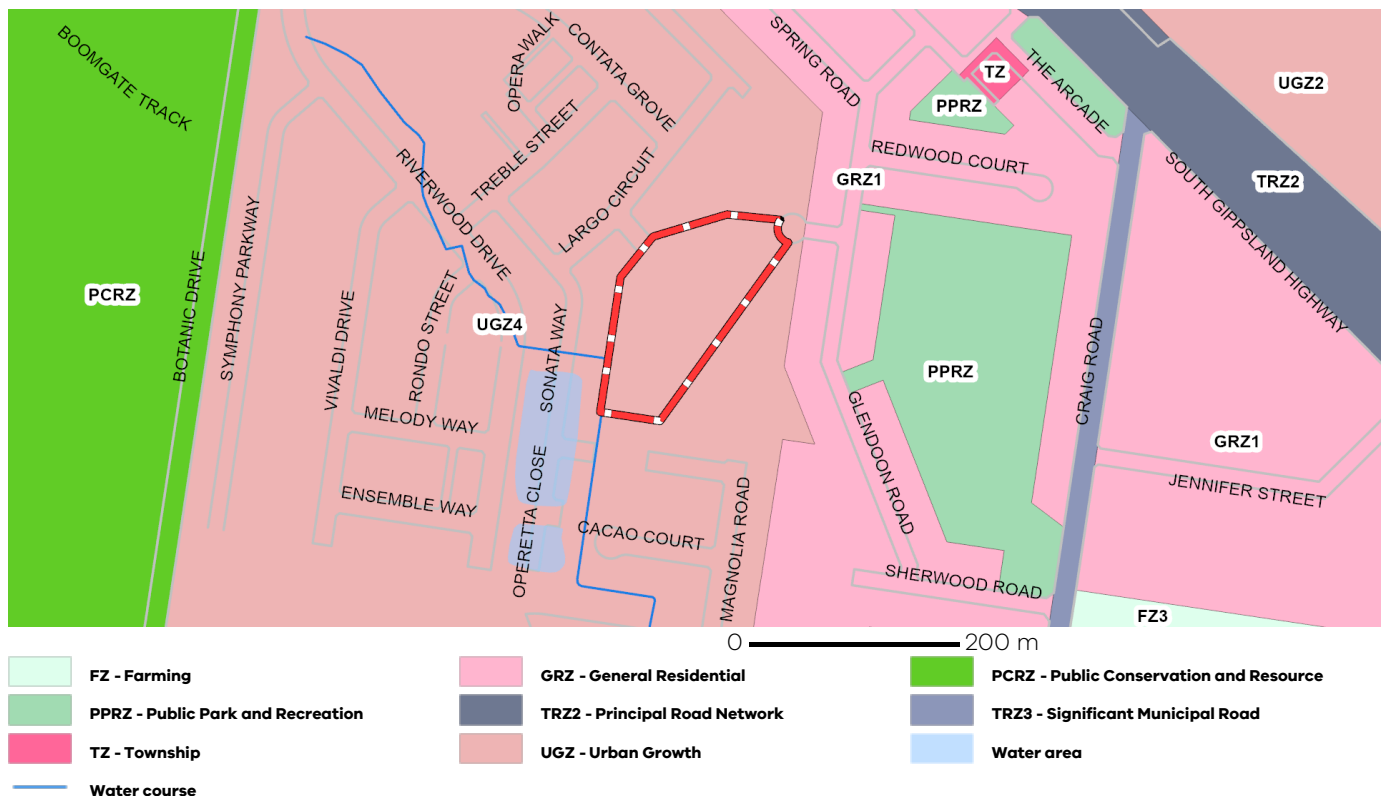 BOOMGATE TRACK
OPERA WALK
CONTATA GROVE
SPRING ROAD
TZ
THE ARCADE
UGZ2
PPRZ
TREBLE STREET
REDWOOD COURT
RIVERWOOD DRIVE
LARGO CIRCUIT
GRZ1
TRZ2
SOUTH GIPPSLAND HIGHWAY
PCRZ
BOTANIC DRIVE
SYMPHONY PARKWAY
VIVALDI DRIVE
RONDO STREET
UGZ4
SONATA WAY
PPRZ
CRAIG ROAD
MELODY WAY
GLENDOON ROAD
GRZ1
JENNIFER STREET
ENSEMBLE WAY
OPERETTA CLOSE
CACAO COURT
MAGNOLIA ROAD
SHERWOOD ROAD
FZ3
0 200 m
FZ - Farming
GRZ - General Residential
PCRZ - Public Conservation and Resource
PPRZ - Public Park and Recreation
TRZ2 - Principal Road Network
TRZ3 - Significant Municipal Road
TZ - Township
UGZ - Urban Growth
Water area
Water course